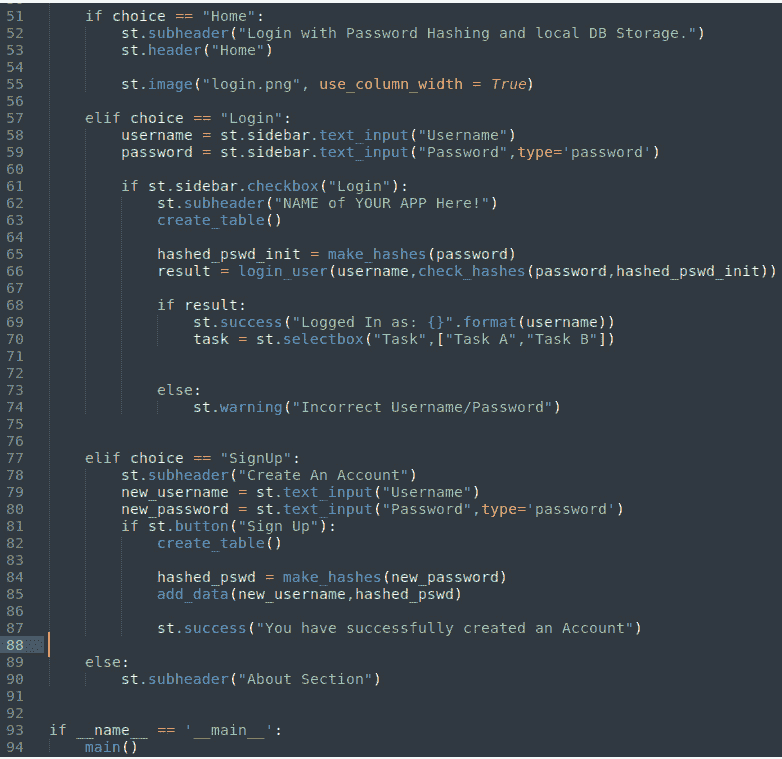 51 if choice == "Home":
52 st.subheader("Login with Password Hashing and local DB Storage.")
53 st.header("Home")
54
55 st.image("login.png", use_column_width = True)
56
57 elif choice == "Login":
58 username = st.sidebar.text_input("Username")
59 password = st.sidebar.text_input("Password",type='password')
60
61 if st.sidebar.checkbox("Login"):
62 st.subheader("NAME of YOUR APP Here!")
63 create_table()
64
65 hashed_pswd_init = make_hashes(password)
66 result = login_user(username,check_hashes(password,hashed_pswd_init))
67
68 if result:
69 st.success("Logged In as: {}".format(username))
70 task = st.selectbox("Task",["Task A","Task B"])
71
72
73 else:
74 st.warning("Incorrect Username/Password")
75
76
77 elif choice == "SignUp":
78 st.subheader("Create An Account")
79 new_username = st.text_input("Username")
80 new_password = st.text_input("Password",type='password')
81 if st.button("Sign Up"):
82 create_table()
83
84 hashed_pswd = make_hashes(new_password)
85 add_data(new_username,hashed_pswd)
86
87 st.success("You have successfully created an Account")
88
89 else:
90 st.subheader("About Section")
91
92
93 if __name__ == '__main__':
94 main()